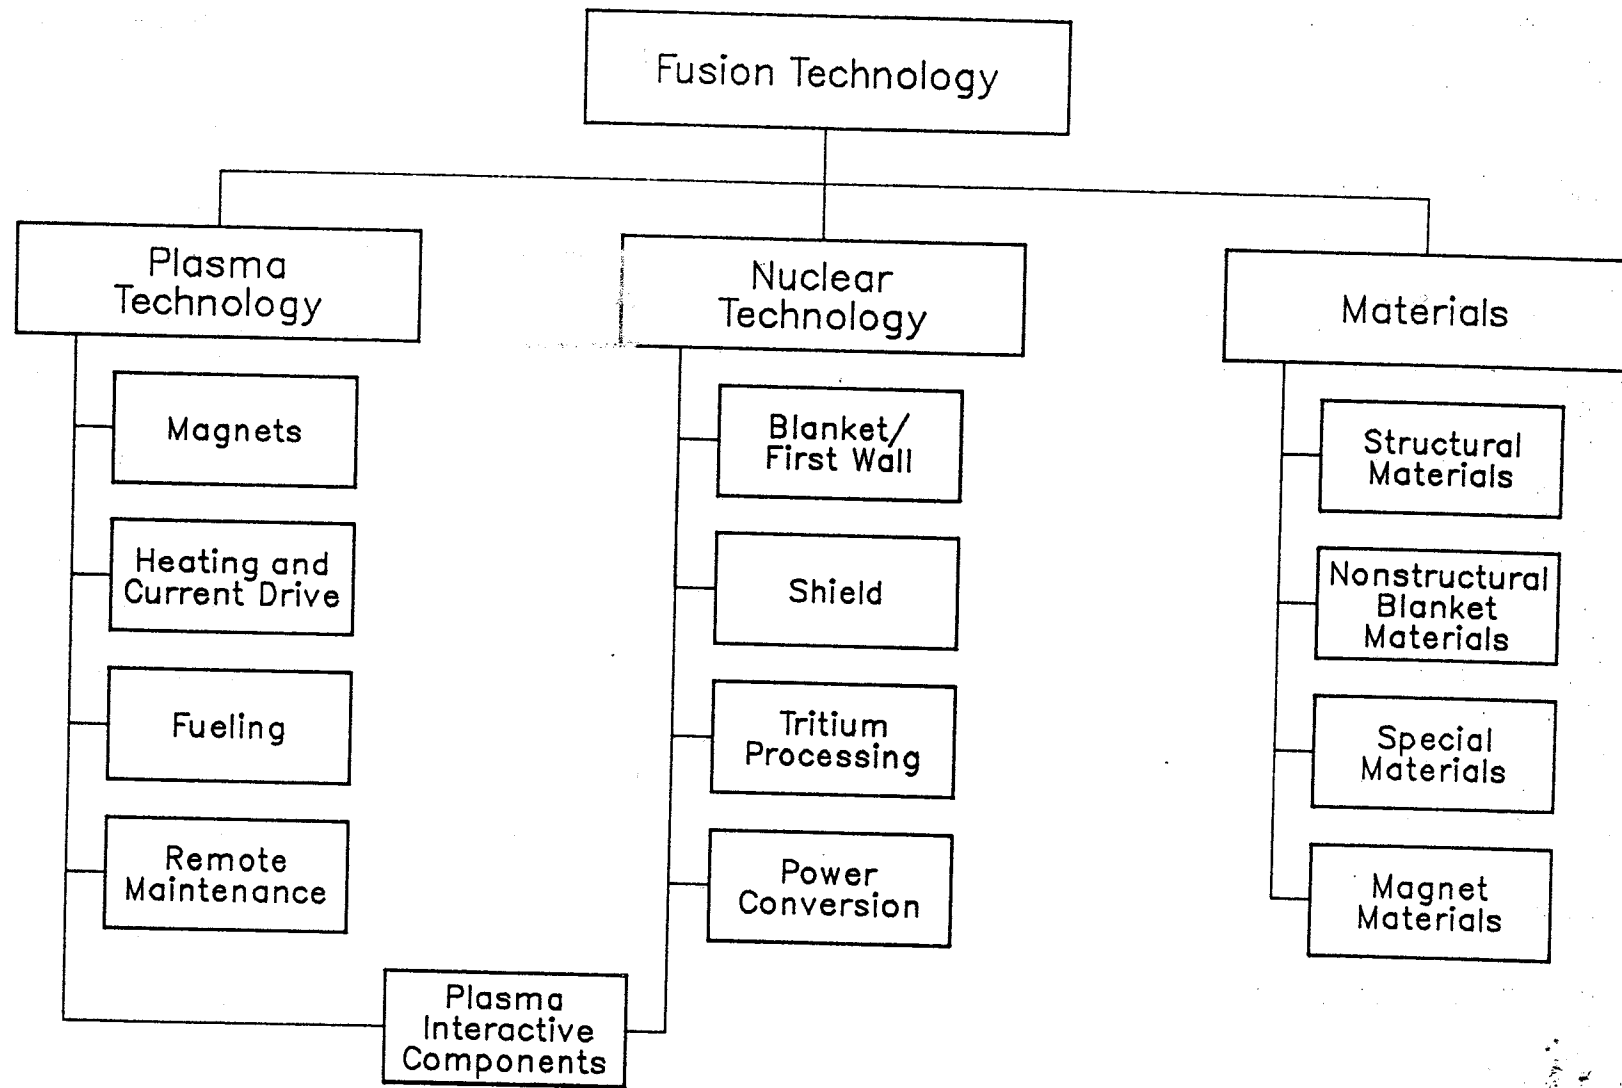 Fusion Technology
Plasma
Technology
Nuclear
Technology
Materials
Magnets
Heating and
Current Drive
Fueling
Remote
Maintenance
Blanket/
First Wall
Shield
Tritium
Processing
Power
Conversion
Plasma
Interactive
Components
Structural
Materials
Nonstructural
Blanket
Materials
Special
Materials
Magnet
Materials